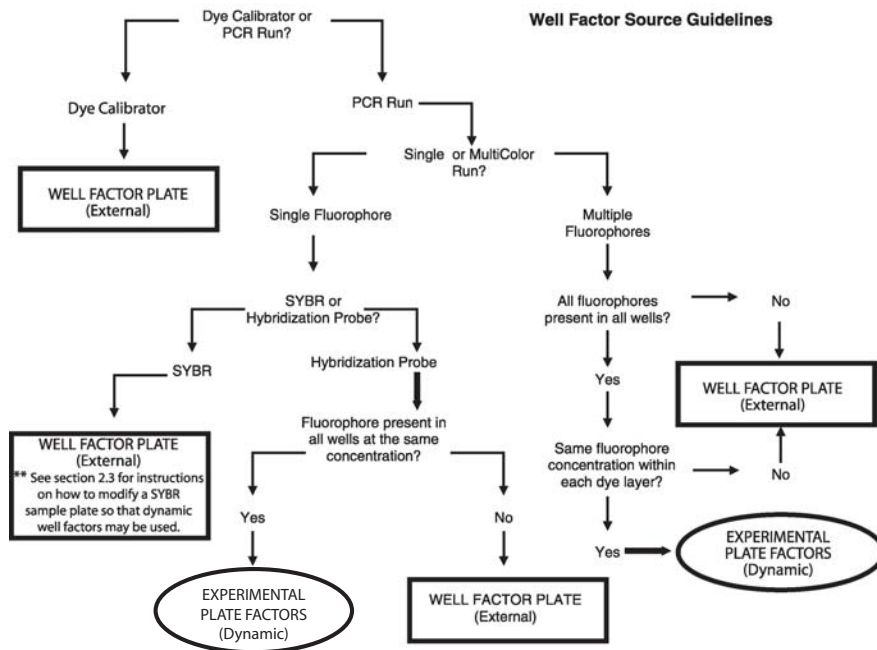 Well Factor Source Guidelines
Dye Calibrator or
PCR Run?
Dye Calibrator
PCR Run
WELL FACTOR PLATE
(External)
Single or MultiColor
Run?
Single Fluorophore
Multiple
Fluorophores
SYBR or
Hybridization Probe?
All fluorophores
present in all wells?
No
SYBR
Hybridization Probe
Yes
WELL FACTOR PLATE
(External)
WELL FACTOR PLATE
(External)
** See section 2.3 for instructions
on how to modify a SYBR
sample plate so that dynamic
well factors may be used.
Fluorophore present in
all wells at the same
concentration?
Same fluorophore
concentration within
each dye layer?
No
Yes
No
Yes
EXPERIMENTAL
PLATE FACTORS
(Dynamic)
EXPERIMENTAL
PLATE FACTORS
(Dynamic)
WELL FACTOR PLATE
(External)